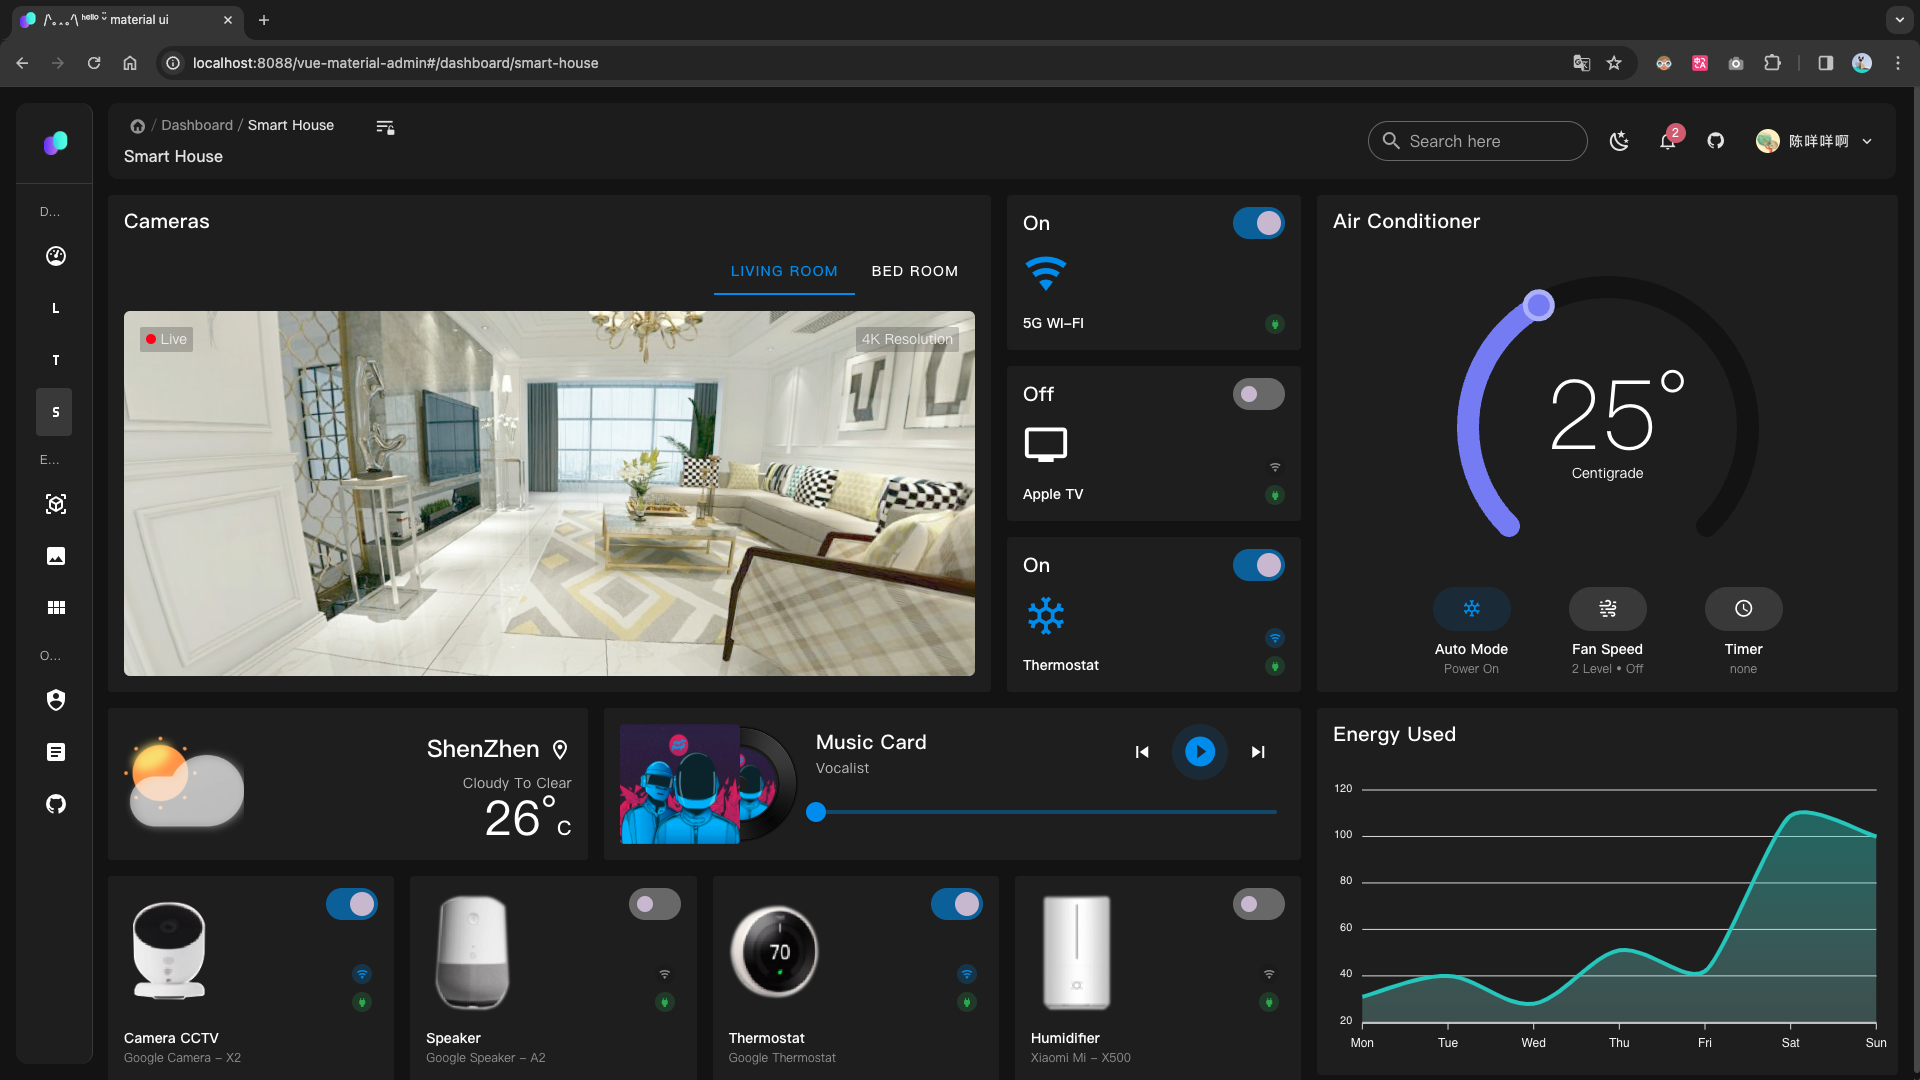 hello material ui
localhost:8088/vue-material-admin#/dashboard/smart-house
/ Dashboard / Smart House
Smart House
Search here
2
陈咩咩啊
D...
L
T
S
E...
O...
Cameras
LIVING ROOM
BED ROOM
Live
4K Resolution
On
5G WI-FI
Off
Apple TV
On
Thermostat
Air Conditioner
25°
Centigrade
Auto Mode
Power On
Fan Speed
2 Level • Off
Timer
none
ShenZhen
Cloudy To Clear
26°C
Music Card
Vocalist
Energy Used
120
100
80
60
40
20
Mon Tue Wed Thu Fri Sat Sun
Camera CCTV
Google Camera - X2
Speaker
Google Speaker - A2
70
Thermostat
Google Thermostat
Humidifier
Xiaomi Mi - X500